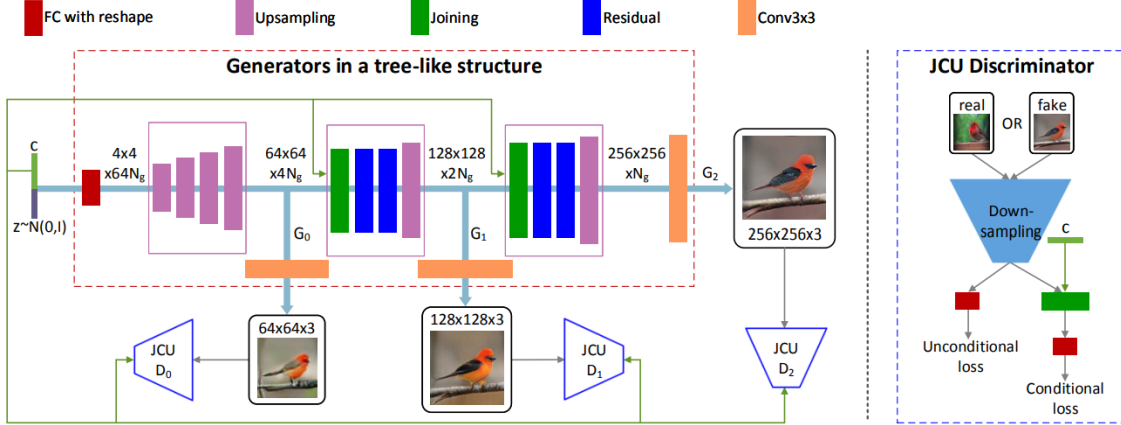 FC with reshape
Upsampling
Joining
Residual
Conv3x3
Generators in a tree-like structure
c
z~N(0,I)
4x4
x64Ng
64x64
x4Ng
128x128
x2Ng
256x256
xNg
G0
G1
G2
256x256x3
64x64x3
128x128x3
JCU
D0
JCU
D1
JCU
D2
JCU Discriminator
real
OR
fake
Down-
sampling
c
Unconditional
loss
Conditional
loss